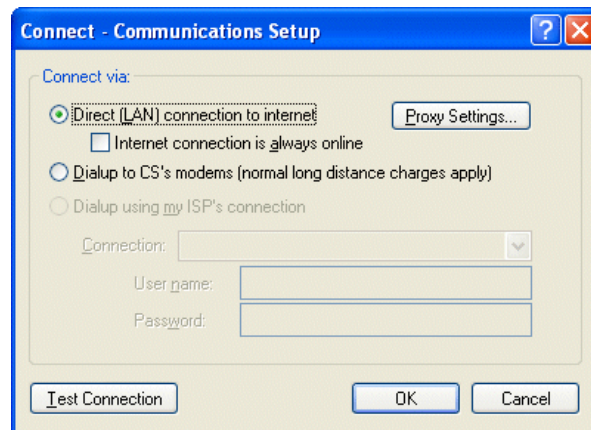 Connect - Communications Setup
Connect via:
Direct (LAN) connection to internet
Proxy Settings...
Internet connection is always online
Dialup to CS's modems (normal long distance charges apply)
Dialup using my ISP's connection
Connection:
User name:
Password:
Test Connection
OK
Cancel